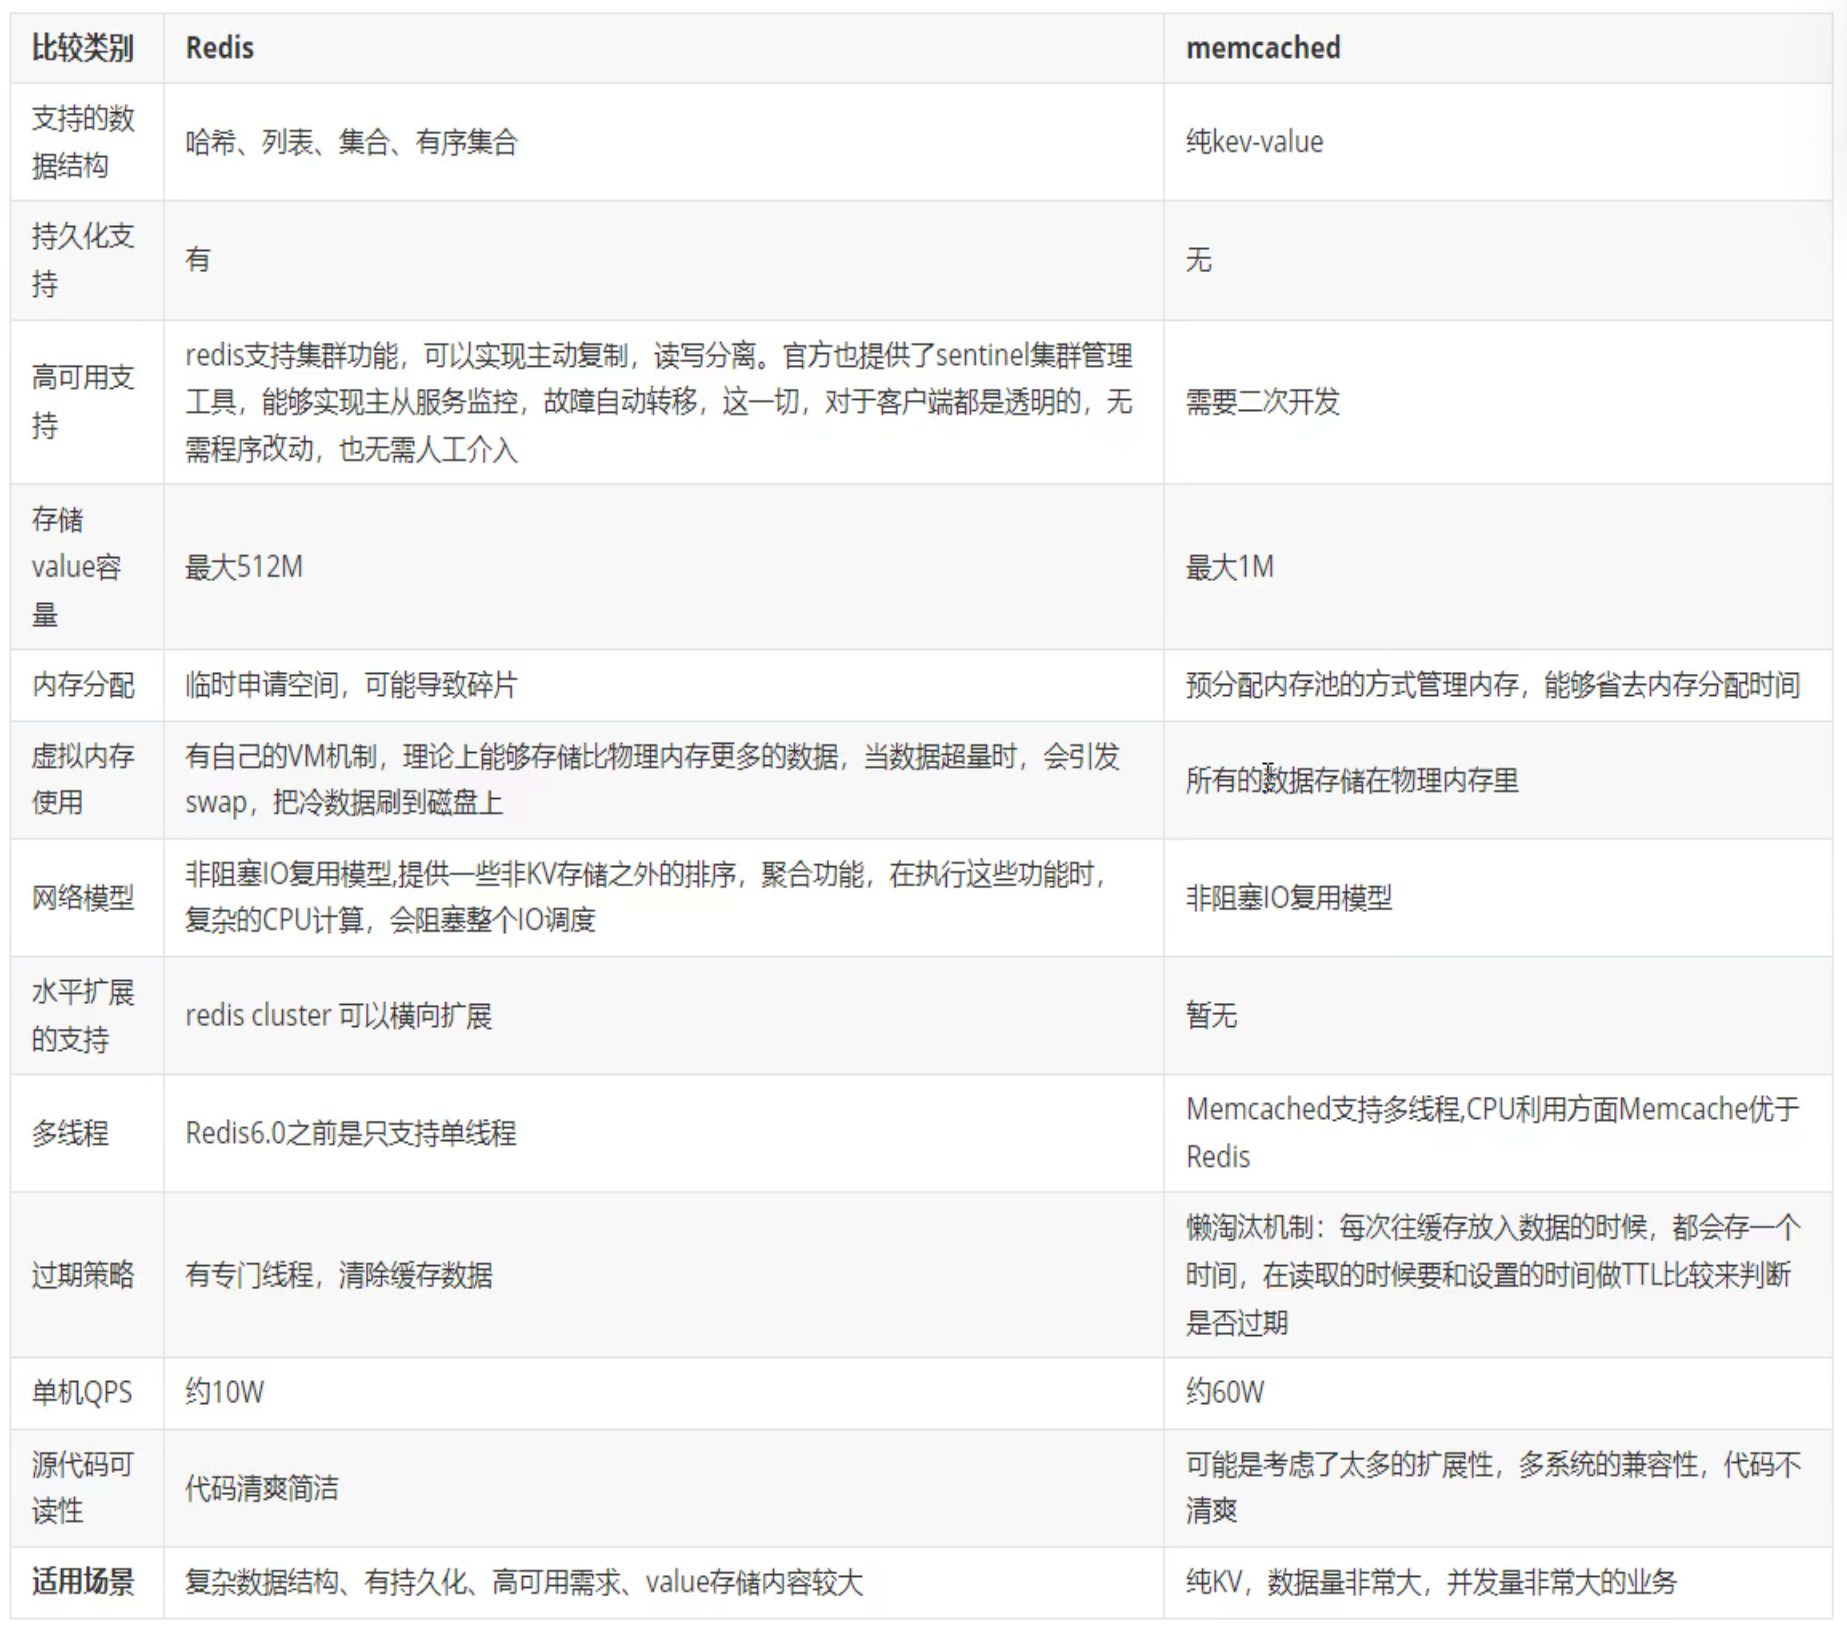 比较类别 Redis memcached
支持的数
据结构
哈希、列表、集合、有序集合
纯kev-value
持久化支
持
有
无
高可用支
持
redis支持集群功能，可以实现主动复制，读写分离。官方也提供了sentinel集群管理
工具，能够实现主从服务监控，故障自动转移，这一切，对于客户端都是透明的，无
需程序改动，也无需人工介入
需要二次开发
存储
value容
量
最大512M
最大1M
内存分配
临时申请空间，可能导致碎片
预分配内存池的方式管理内存，能够省去内存分配时间
虚拟内存
使用
有自己的VM机制，理论上能够存储比物理内存更多的数据，当数据超量时，会引发
swap，把冷数据刷到磁盘上
所有的数据存储在物理内存里
网络模型
非阻塞IO复用模型,提供一些非KV存储之外的排序，聚合功能，在执行这些功能时，
复杂的CPU计算，会阻塞整个IO调度
非阻塞IO复用模型
水平扩展
的支持
redis cluster 可以横向扩展
暂无
多线程
Redis6.0之前是只支持单线程
Memcached支持多线程,CPU利用方面Memcache优于
Redis
过期策略
有专门线程，清除缓存数据
懒淘汰机制：每次往缓存放入数据的时候，都会存一个
时间，在读取的时候要和设置的时间做TTL比较来判断
是否过期
单机QPS
约10W
约60W
源代码可
读性
代码清爽简洁
可能是考虑了太多的扩展性，多系统的兼容性，代码不
清爽
适用场景
复杂数据结构、有持久化、高可用需求、value存储内容较大
纯KV，数据量非常大，并发量非常大的业务